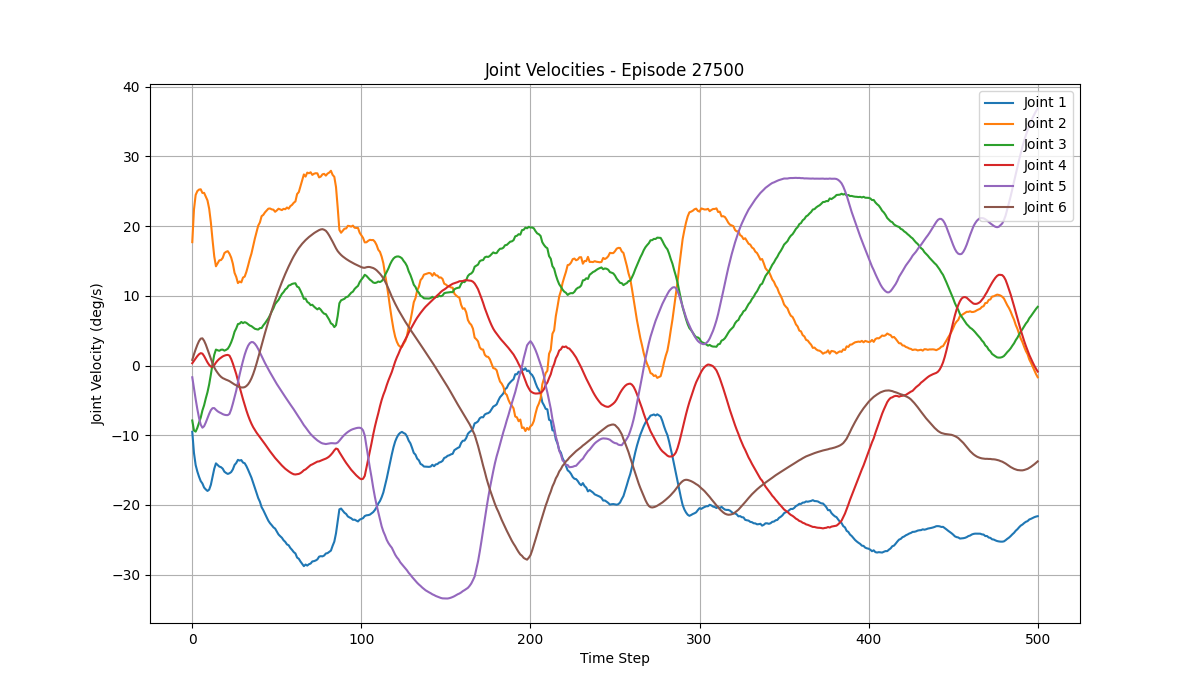 Joint Velocities - Episode 27500
Joint Velocity (deg/s)
40
30
20
10
0
−10
−20
−30
0
100
200
300
400
500
Time Step
Joint 1
Joint 2
Joint 3
Joint 4
Joint 5
Joint 6